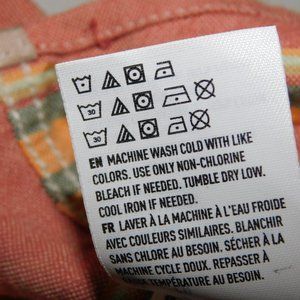 30
30
EN MACHINE WASH COLD WITH LIKE
COLORS. USE ONLY NON-CHLORINE
BLEACH IF NEEDED. TUMBLE DRY LOW.
COOL IRON IF NEEDED.
FR LAVER À LA MACHINE À L'EAU FROIDE
AVEC COULEURS SIMILAIRES. BLANCHIR
SANS CHLORE AU BESOIN. SÉCHER À LA
MACHINE CYCLE DOUX. REPASSER À
TEMPÉRATURE AU BESOIN.